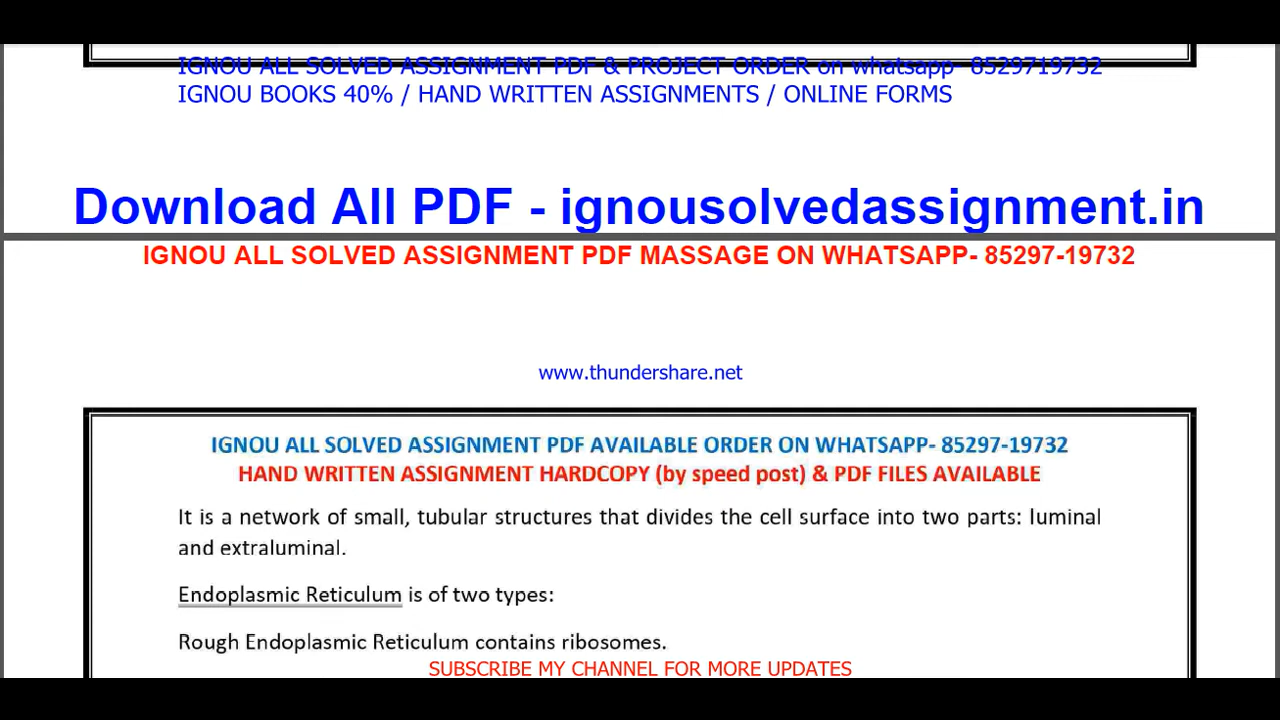 IGNOU ALL SOLVED ASSIGNMENT PDF & PROJECT ORDER on whatsapp- 8529719732
IGNOU BOOKS 40% / HAND WRITTEN ASSIGNMENTS / ONLINE FORMS
Download All PDF - ignousolvedassignment.in
IGNOU ALL SOLVED ASSIGNMENT PDF MASSAGE ON WHATSAPP- 85297-19732
www.thundershare.net
IGNOU ALL SOLVED ASSIGNMENT PDF AVAILABLE ORDER ON WHATSAPP- 85297-19732
HAND WRITTEN ASSIGNMENT HARDCOPY (by speed post) & PDF FILES AVAILABLE
It is a network of small, tubular structures that divides the cell surface into two parts: luminal
and extraluminal.
Endoplasmic Reticulum is of two types:
Rough Endoplasmic Reticulum contains ribosomes.
SUBSCRIBE MY CHANNEL FOR MORE UPDATES